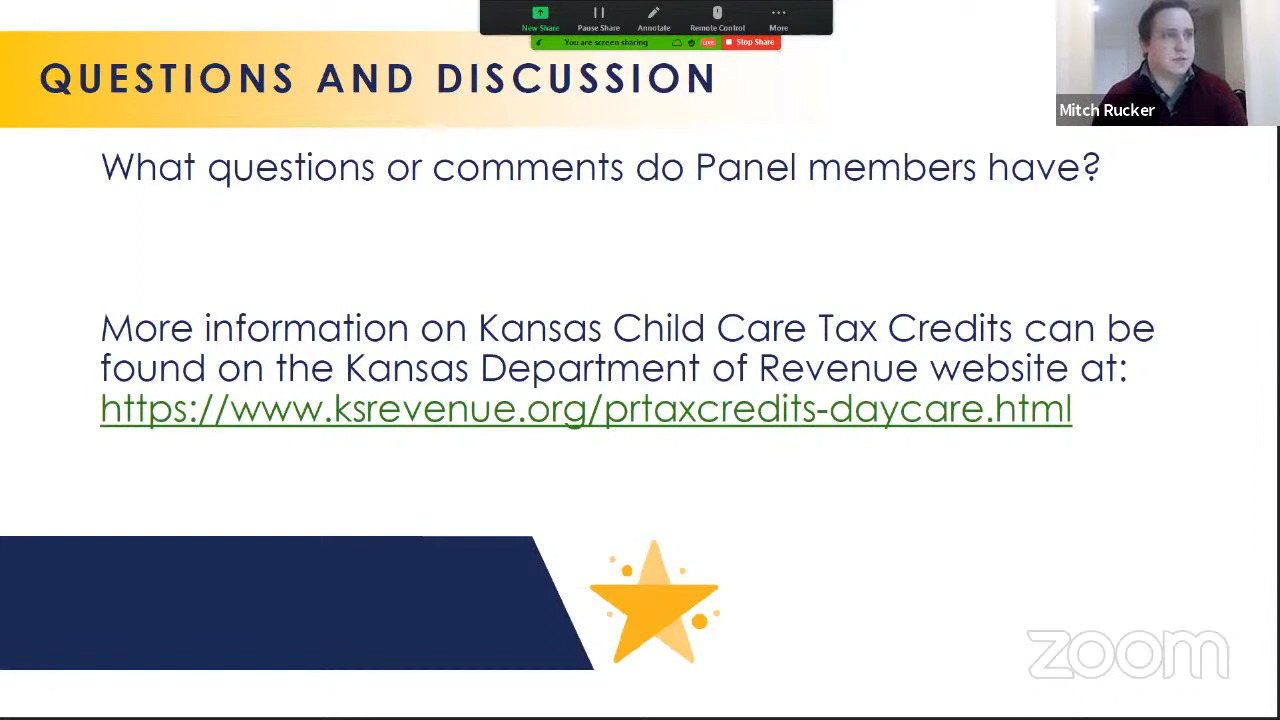 New Share
Pause Share
Annotate
Remote Control
More
You are screen sharing
LIVE
Stop Share
Mitch Rucker
QUESTIONS AND DISCUSSION
What questions or comments do Panel members have?
More information on Kansas Child Care Tax Credits can be
found on the Kansas Department of Revenue website at:
https://www.ksrevenue.org/prtaxcredits-daycare.html
zoom